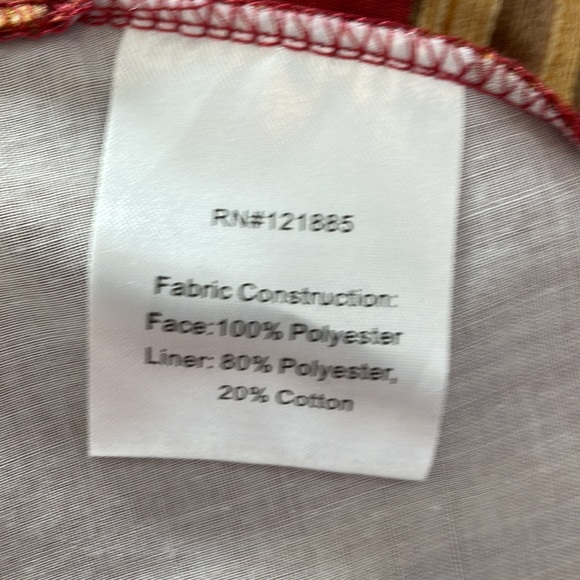 RN#121885
Fabric Construction:
Face:100% Polyester
Liner: 80% Polyester,
20% Cotton